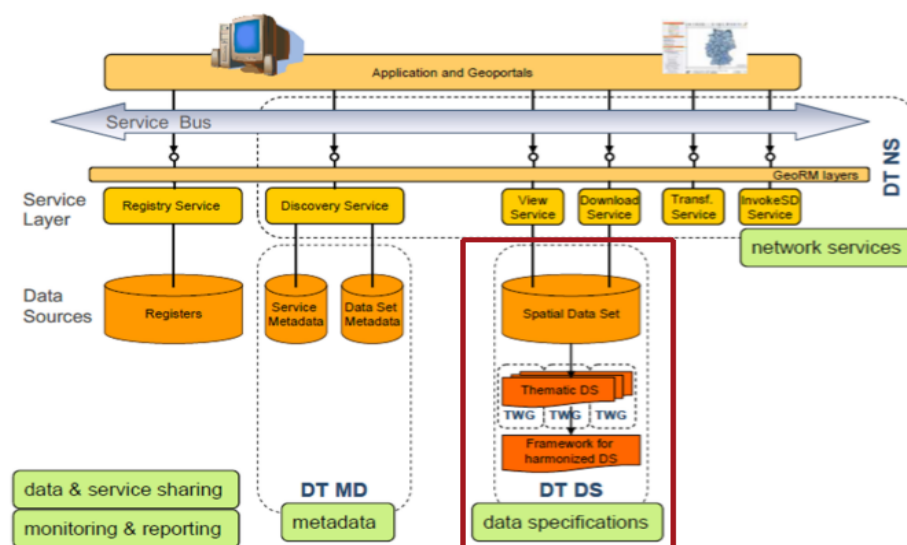 Application and Geoportals
Service Bus
DT NS
GeoRM layers
Service
Layer
Registry Service
Discovery Service
View
Service
Download
Service
Transf.
Service
InvokeSD
Service
network services
Data
Sources
Registers
Service
Metadata
Data Set
Metadata
Spatial Data Set
Thematic DS
TWG
TWG
TWG
Framework for
harmonized DS
DT MD
DT DS
data & service sharing
metadata
data specifications
monitoring & reporting